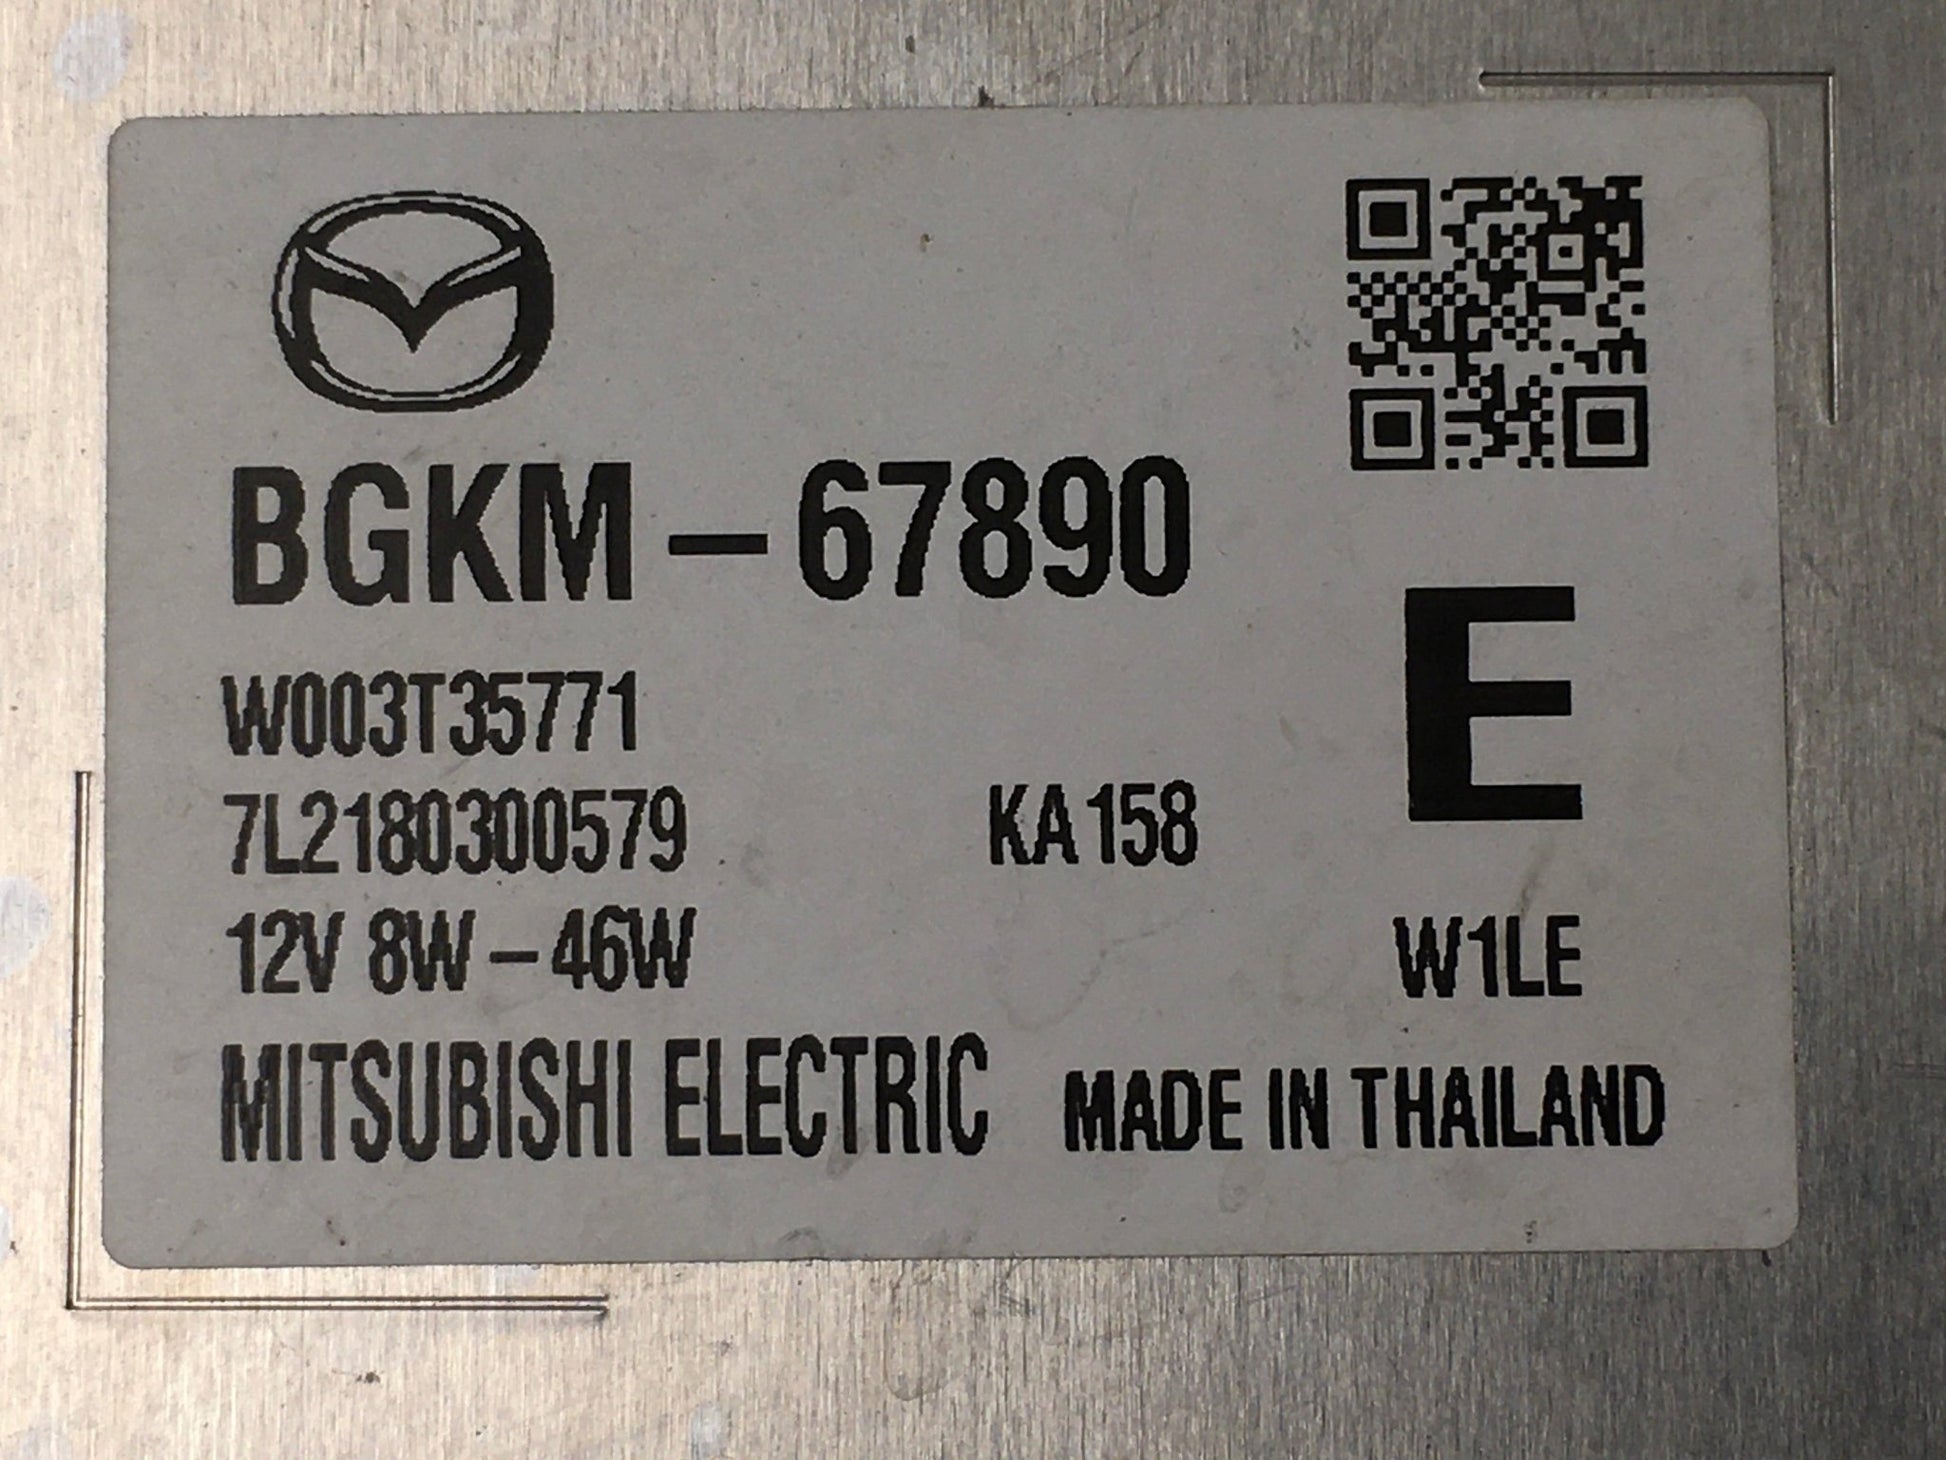 BGKM-67890
E
W003T35771
7L2180300579 KA158
12V 8W-46W W1LE
MITSUBISHI ELECTRIC MADE IN THAILAND